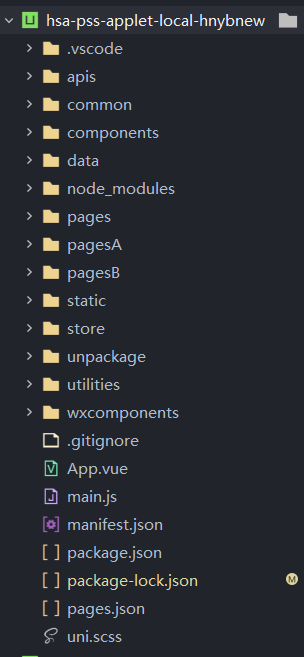 hsa-pss-applet-local-hnybnew
.vscode
apis
common
components
data
node_modules
pages
pagesA
pagesB
static
store
unpackage
utilities
wxcomponents
.gitignore
App.vue
main.js
manifest.json
[ ] package.json
[ ] package-lock.json M
[ ] pages.json
uni.scss